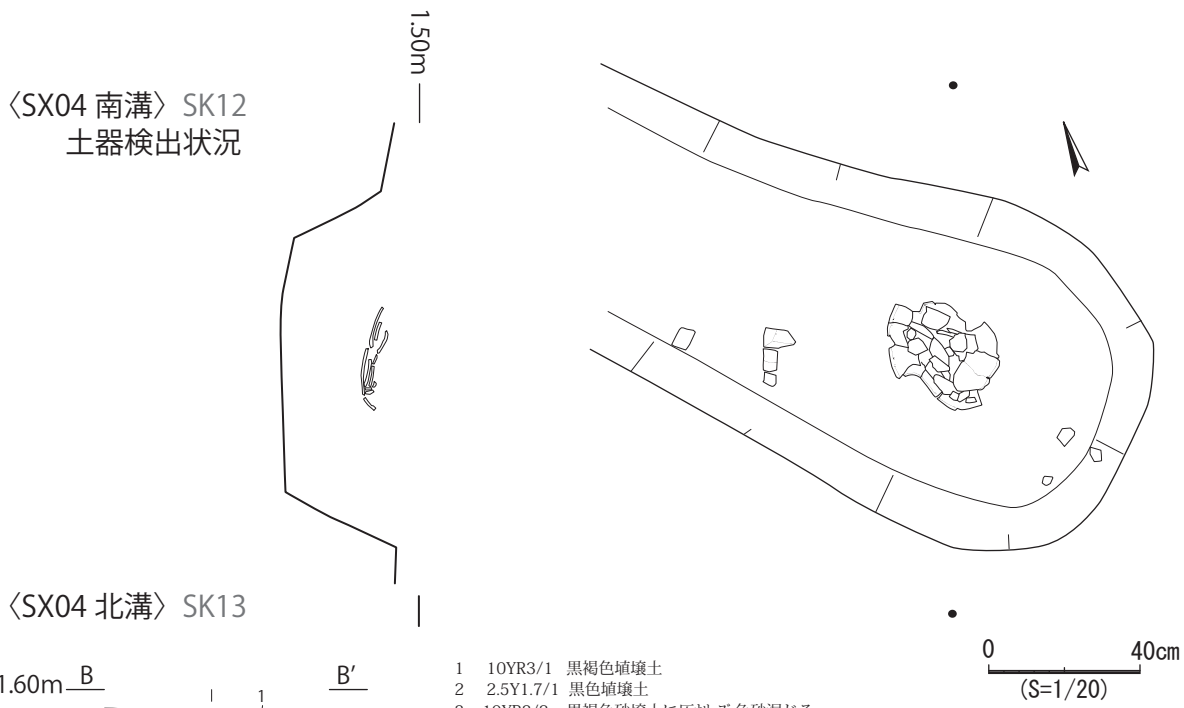 1.50m
〈SX04 南溝〉SK12
土器検出状況
〈SX04 北溝〉SK13
0 40cm
(S=1/20)
1.60m B B′
1
1 10YR3/1 黒褐色埴壌土
2 2.5Y1.7/1 黒色埴壌土